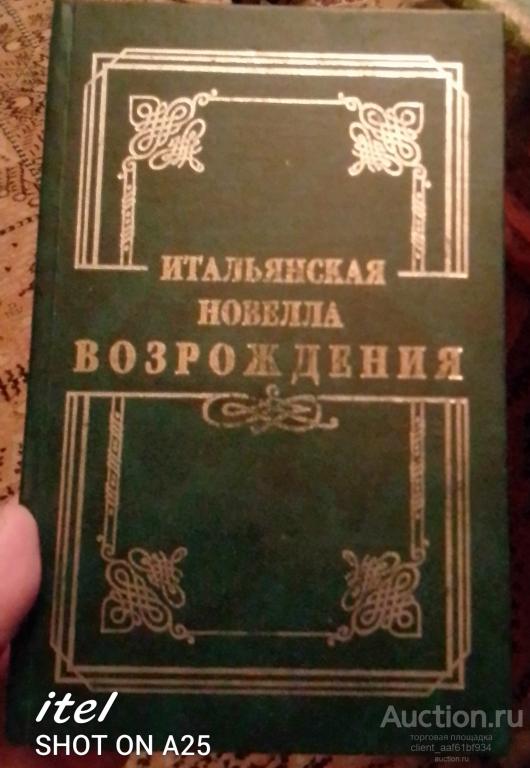 ИТАЛЬЯНСКАЯ
НОВЕЛЛА
ВОЗРОЖДЕНИЯ
itel
SHOT ON A25
Auction.ru
торговая площадка
client_aaf61bf934
auction.ru